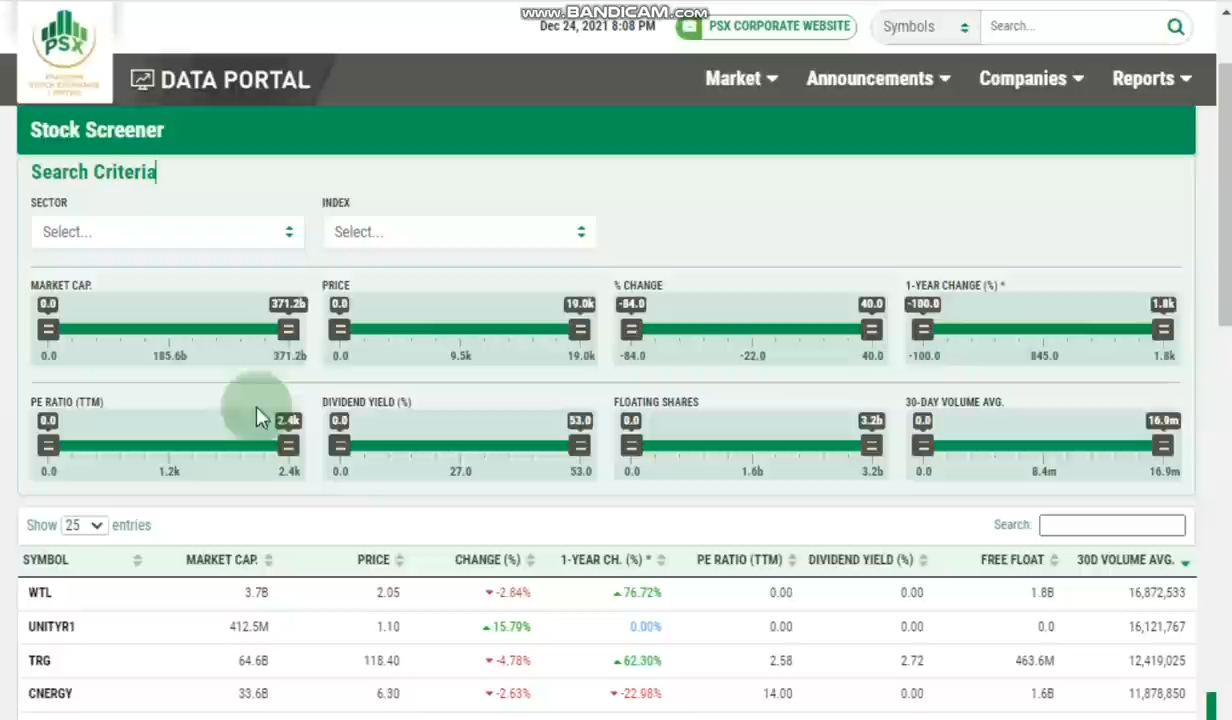 www.BANDICAM.com
Dec 24, 2021 8:08 PM
PSX CORPORATE WEBSITE
Symbols
Search...
PSX
PAKISTAN
STOCK EXCHANGE
LIMITED
DATA PORTAL
Market
Announcements
Companies
Reports
Stock Screener
Search Criteria
SECTOR
INDEX
Select...
Select...
MARKET CAP.
PRICE
% CHANGE
1-YEAR CHANGE (%) *
0.0 371.2b
0.0 19.0k
-84.0 40.0
-100.0 1.8k
0.0 185.6b 371.2b
0.0 9.5k 19.0k
-84.0 -22.0 40.0
-100.0 845.0 1.8k
PE RATIO (TTM)
DIVIDEND YIELD (%)
FLOATING SHARES
30-DAY VOLUME AVG.
0.0 2.4k
0.0 53.0
0.0 3.2b
0.0 16.9m
0.0 1.2k 2.4k
0.0 27.0 53.0
0.0 1.6b 3.2b
0.0 8.4m 16.9m
Show 25 entries
Search:
SYMBOL MARKET CAP. PRICE CHANGE (%) 1-YEAR CH. (%) * PE RATIO (TTM) DIVIDEND YIELD (%) FREE FLOAT 30D VOLUME AVG.
WTL 3.7B 2.05 -2.84% 76.72% 0.00 0.00 1.8B 16,872,533
UNITYR1 412.5M 1.10 15.79% 0.00% 0.00 0.00 0.0 16,121,767
TRG 64.6B 118.40 -4.78% 62.30% 2.58 2.72 463.6M 12,419,025
CNERGY 33.6B 6.30 -2.63% -22.98% 14.00 0.00 1.6B 11,878,850